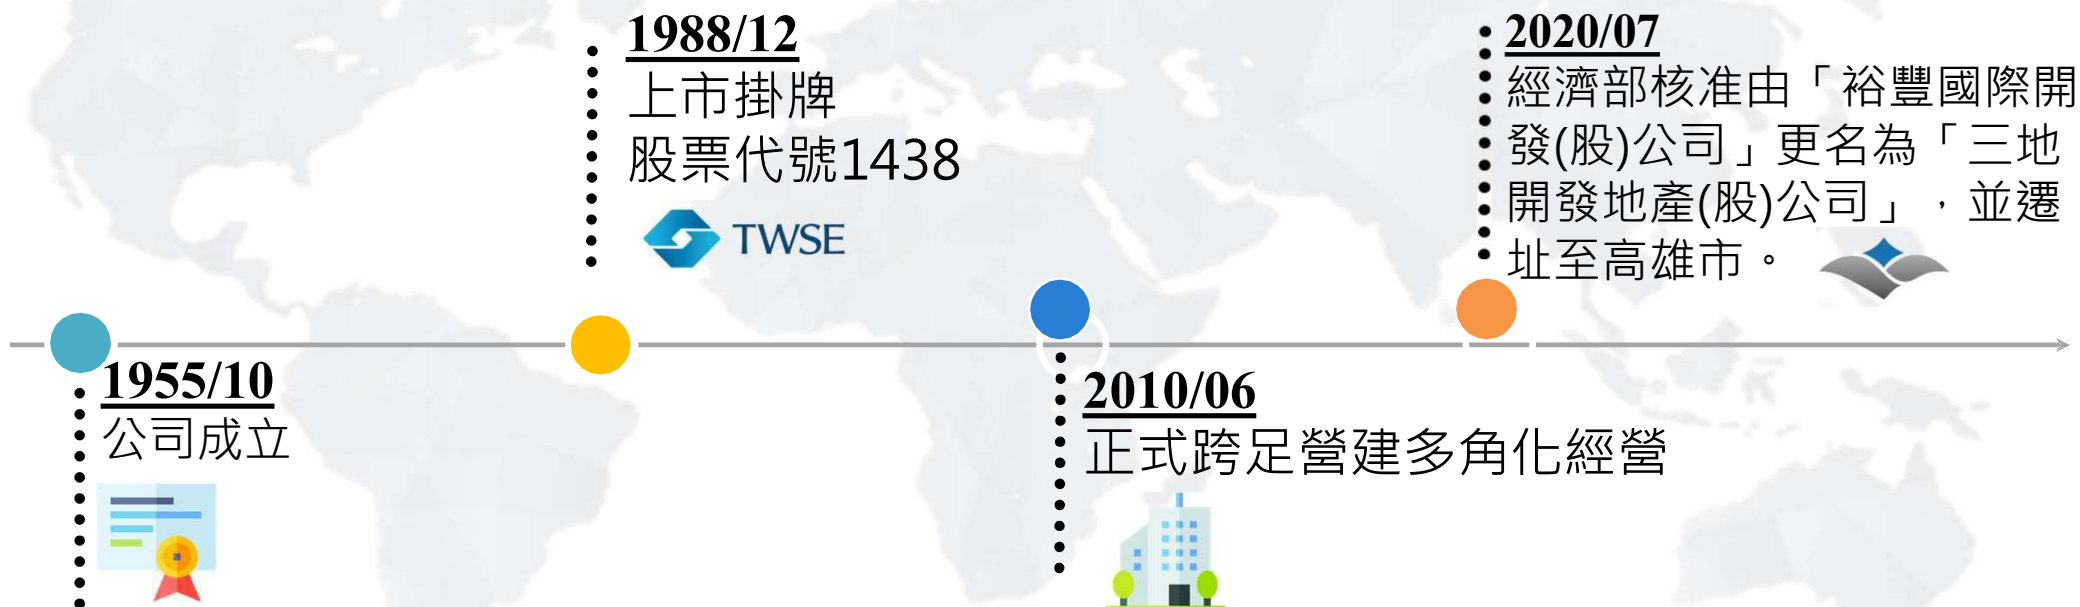 1955/10
公司成立
1988/12
上市掛牌
股票代號1438
TWSE
2010/06
正式跨足營建多角化經營
2020/07
經濟部核准由「裕豐國際開
發(股)公司」更名為「三地
開發地產(股)公司」，並遷
址至高雄市。